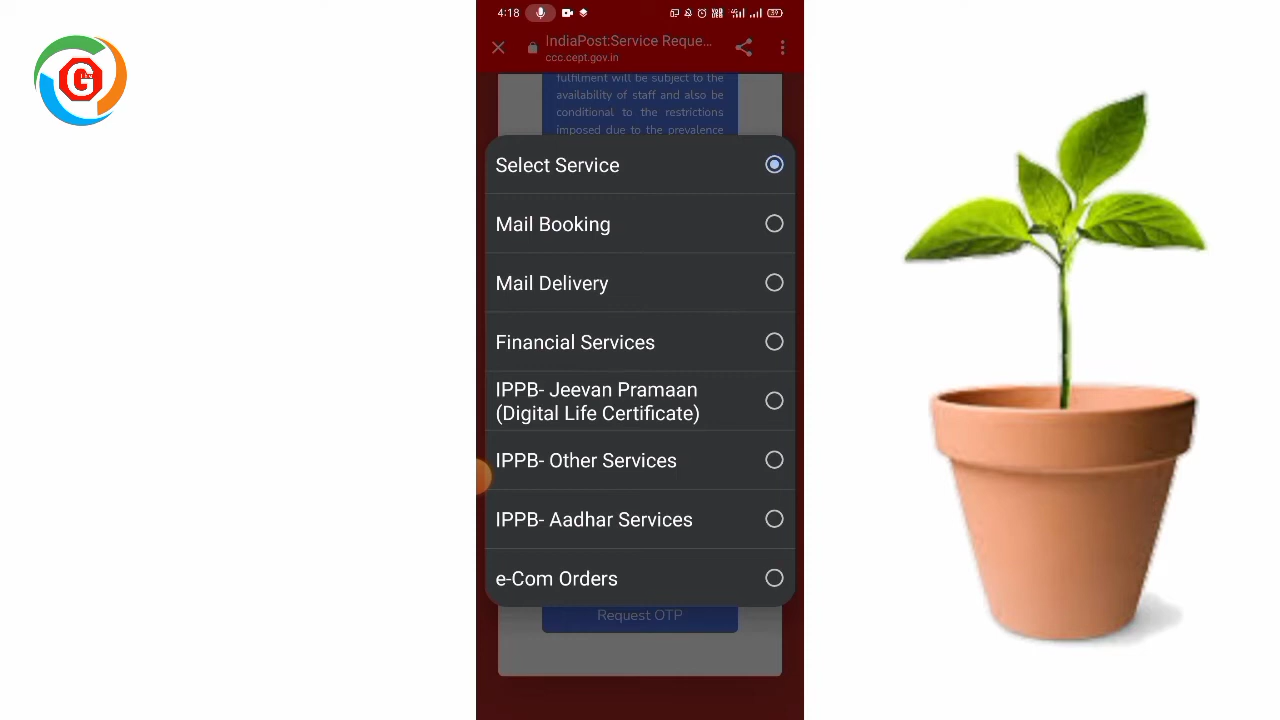 4:18
39
IndiaPost:Service Reque...
ccc.cept.gov.in
G
fulfilment will be subject to the
availability of staff and also be
conditional to the restrictions
imposed due to the prevalence
Select Service
Mail Booking
Mail Delivery
Financial Services
IPPB- Jeevan Pramaan
(Digital Life Certificate)
IPPB- Other Services
IPPB- Aadhar Services
e-Com Orders
Request OTP